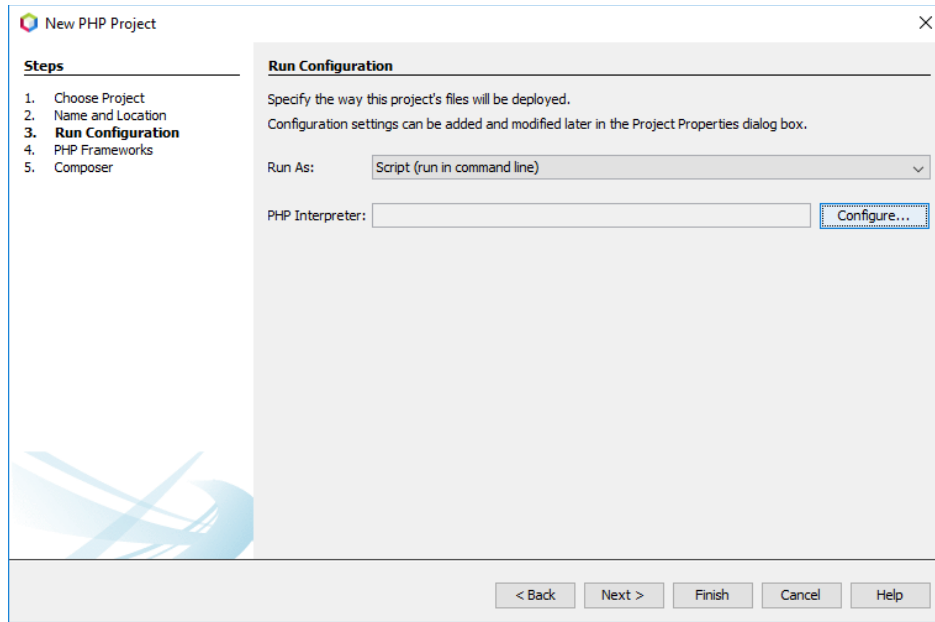 New PHP Project
Steps
1. Choose Project
2. Name and Location
3. Run Configuration
4. PHP Frameworks
5. Composer
Run Configuration
Specify the way this project's files will be deployed.
Configuration settings can be added and modified later in the Project Properties dialog box.
Run As: Script (run in command line)
PHP Interpreter: Configure...
< Back Next > Finish Cancel Help